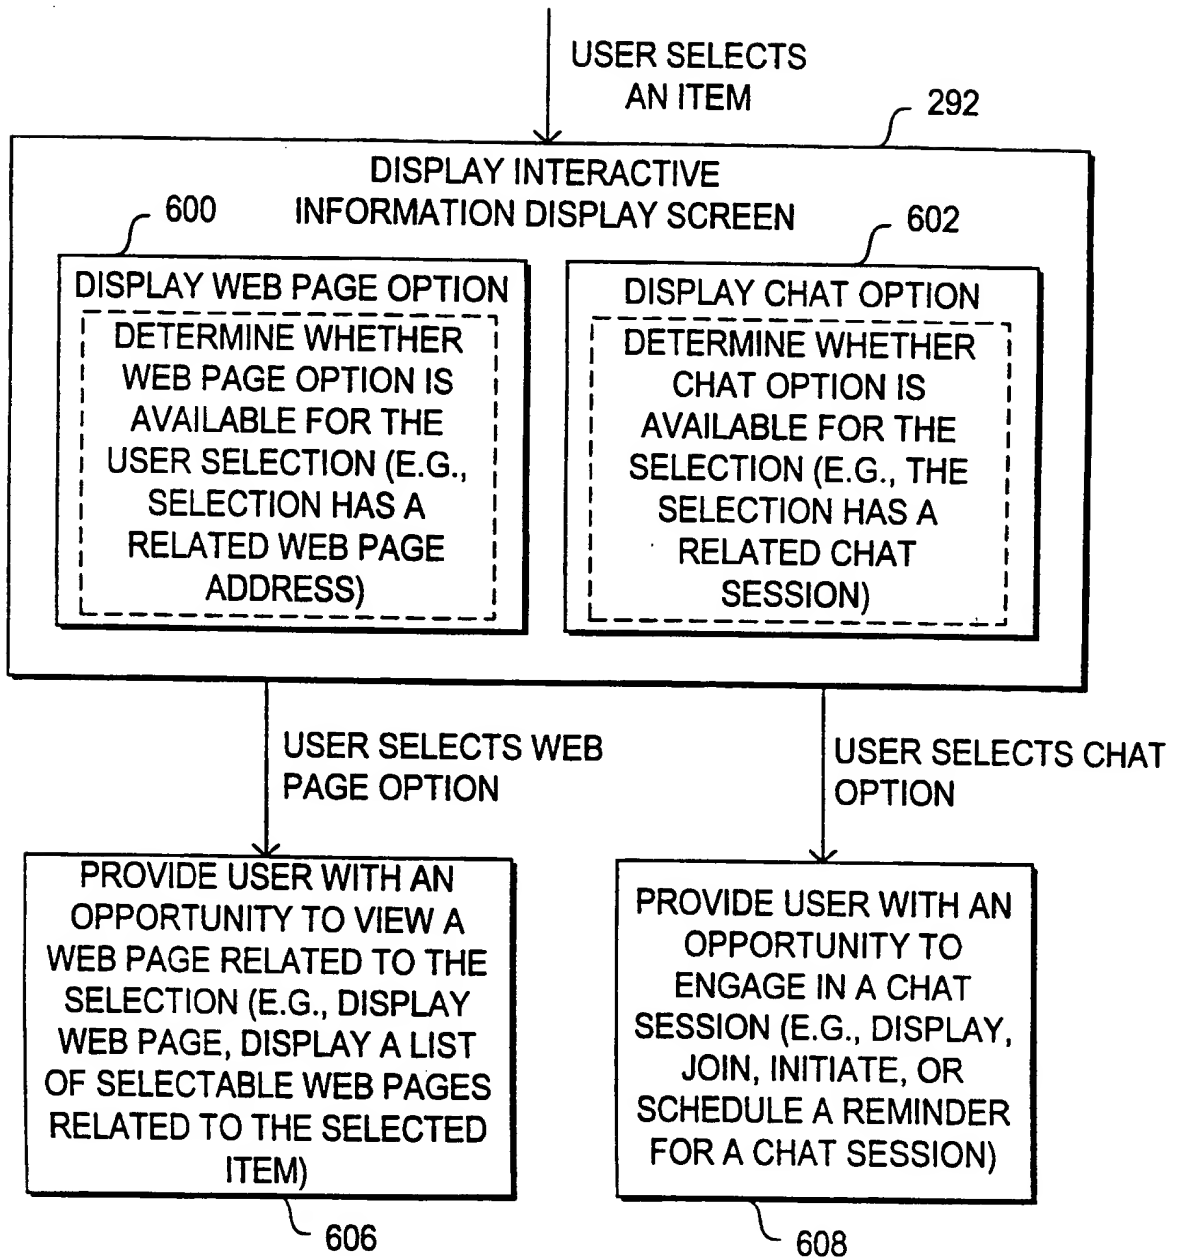 USER SELECTS
AN ITEM
292
DISPLAY INTERACTIVE
INFORMATION DISPLAY SCREEN
600
602
DISPLAY WEB PAGE OPTION
DETERMINE WHETHER
WEB PAGE OPTION IS
AVAILABLE FOR THE
USER SELECTION (E.G.,
SELECTION HAS A
RELATED WEB PAGE
ADDRESS)
DISPLAY CHAT OPTION
DETERMINE WHETHER
CHAT OPTION IS
AVAILABLE FOR THE
SELECTION (E.G., THE
SELECTION HAS A
RELATED CHAT
SESSION)
USER SELECTS WEB
PAGE OPTION
USER SELECTS CHAT
OPTION
PROVIDE USER WITH AN
OPPORTUNITY TO VIEW A
WEB PAGE RELATED TO THE
SELECTION (E.G., DISPLAY
WEB PAGE, DISPLAY A LIST
OF SELECTABLE WEB PAGES
RELATED TO THE SELECTED
ITEM)
606
PROVIDE USER WITH AN
OPPORTUNITY TO
ENGAGE IN A CHAT
SESSION (E.G., DISPLAY,
JOIN, INITIATE, OR
SCHEDULE A REMINDER
FOR A CHAT SESSION)
608